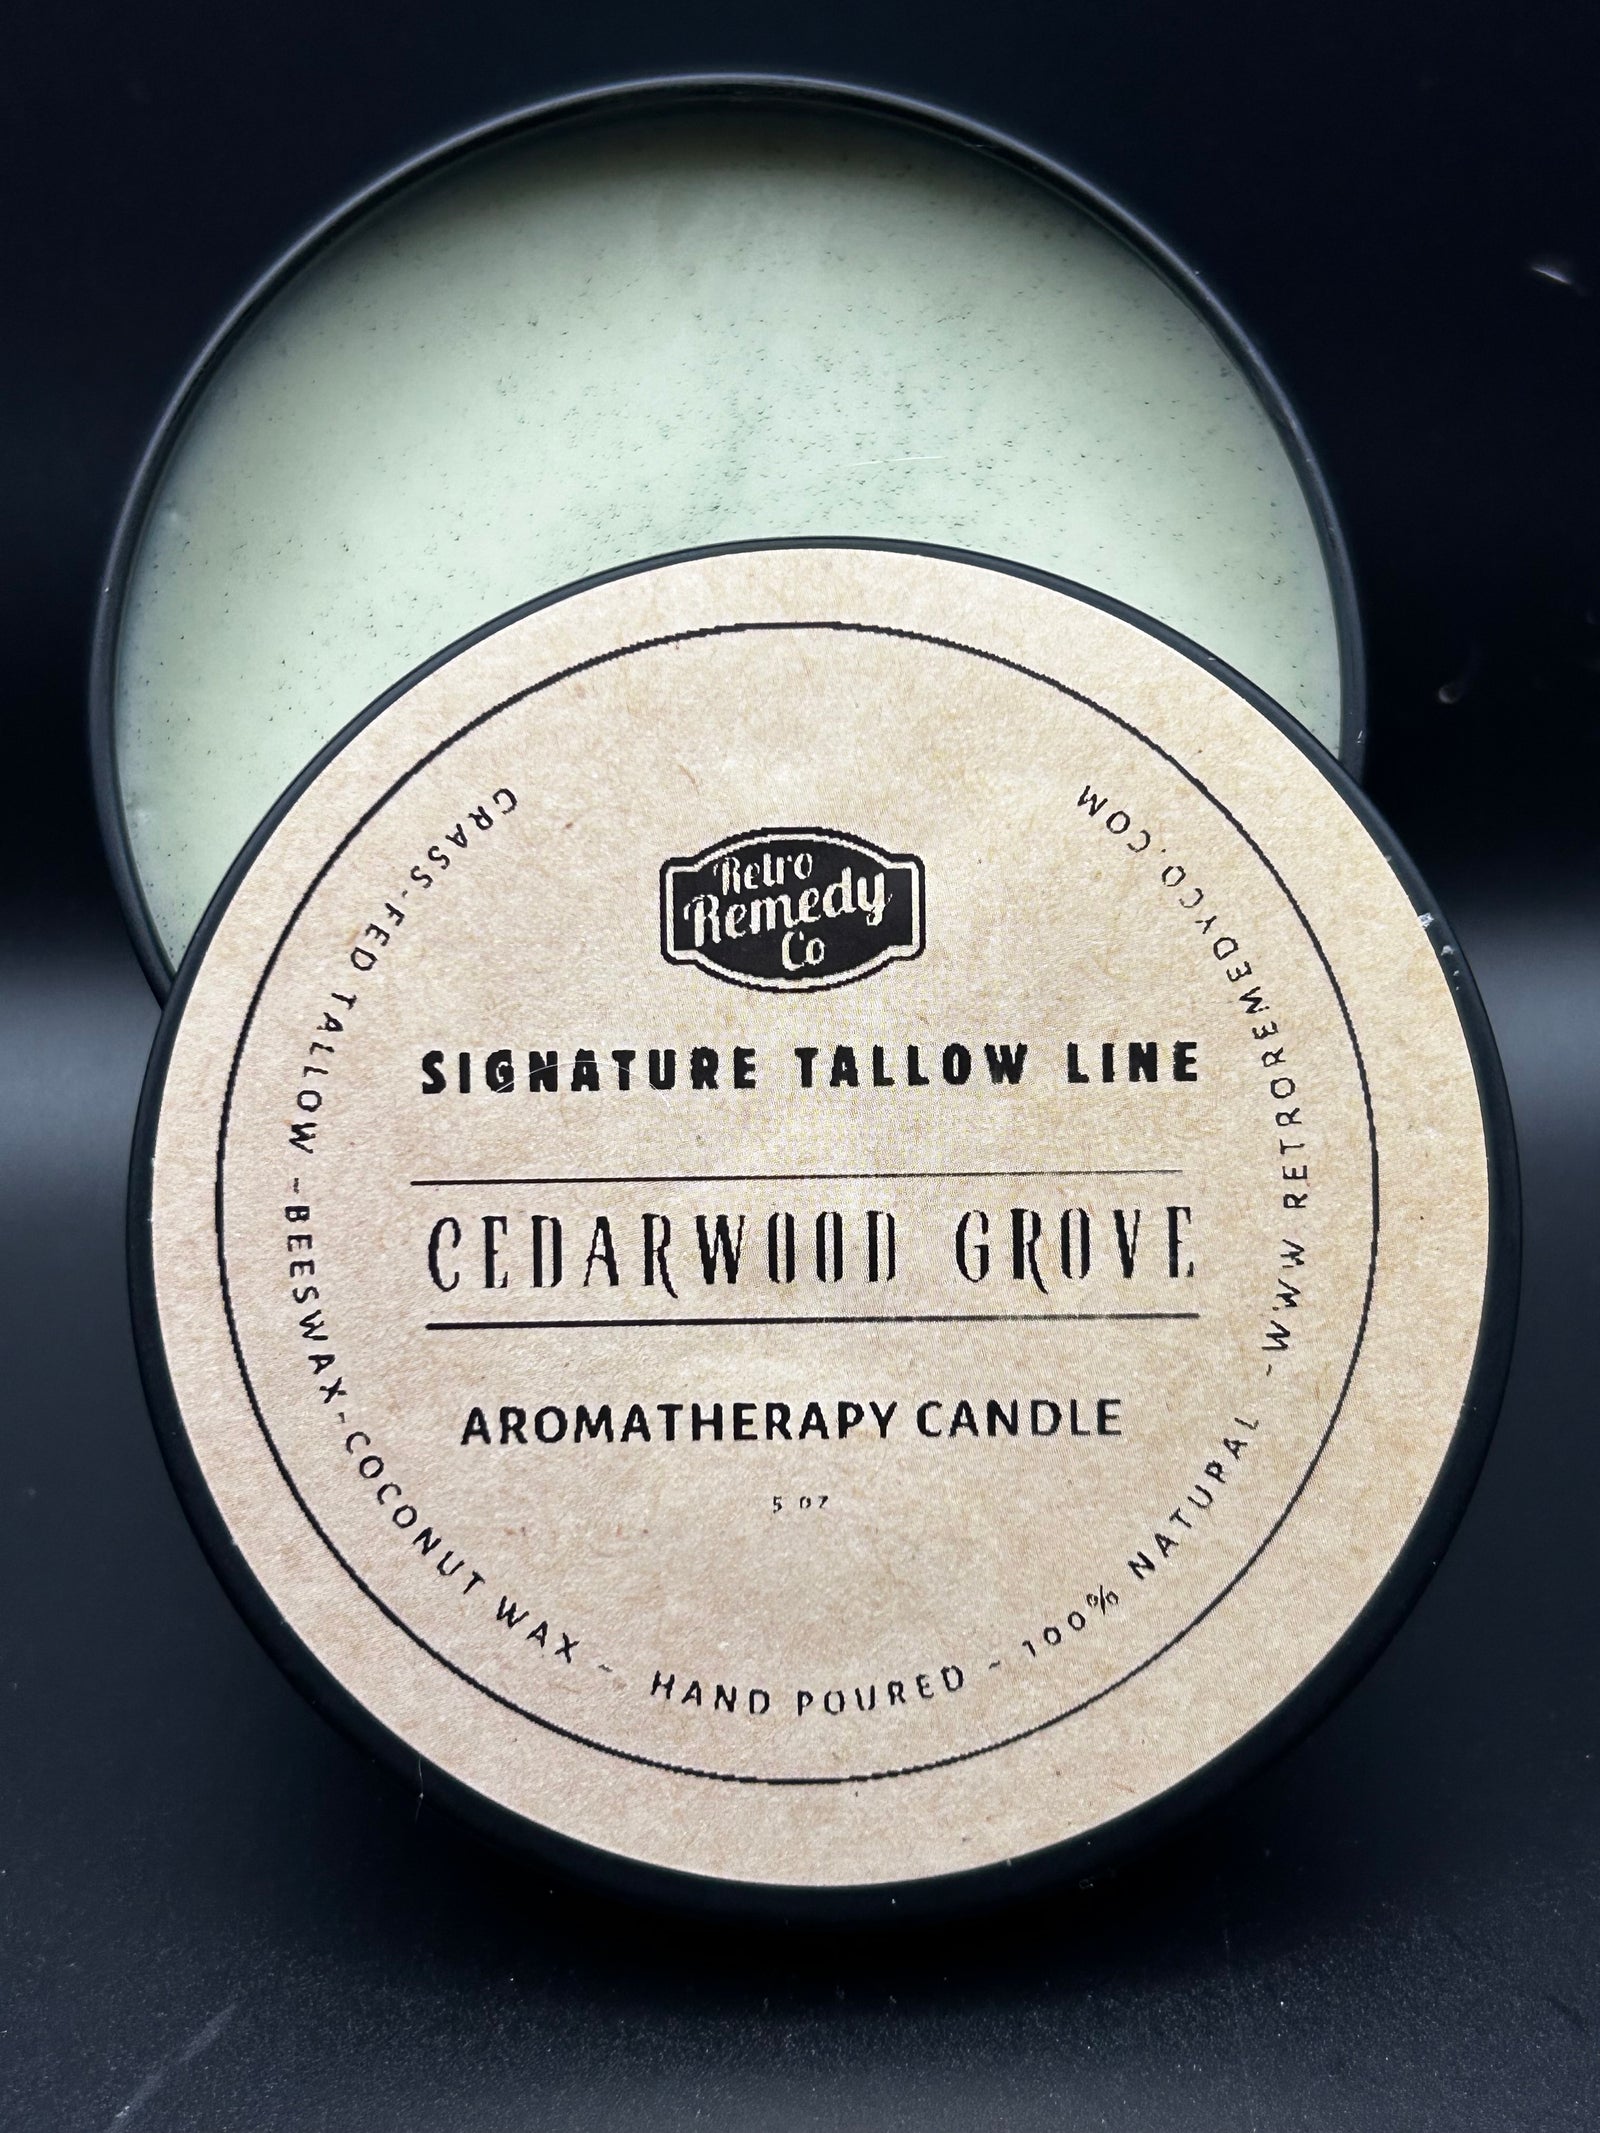 Retro
Remedy
Co
SIGNATURE TALLOW LINE
CEDARWOOD GROVE
AROMATHERAPY CANDLE
5 OZ
GRASS-FED TALLOW ~BEESWAX-COCONUT WAX ~ HAND POURED ~ 100% NATURAL ~WWW.RETROREMEDYCO.COM